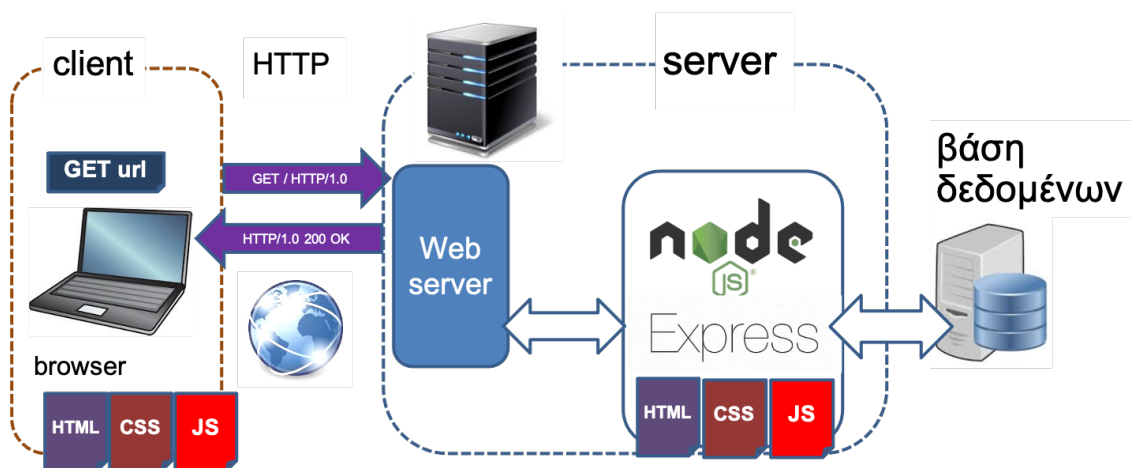 client
HTTP
server
GET url
GET / HTTP/1.0
HTTP/1.0 200 OK
Web
server
node
JS
Express
βάση
δεδομένων
browser
HTML
CSS
JS
HTML
CSS
JS